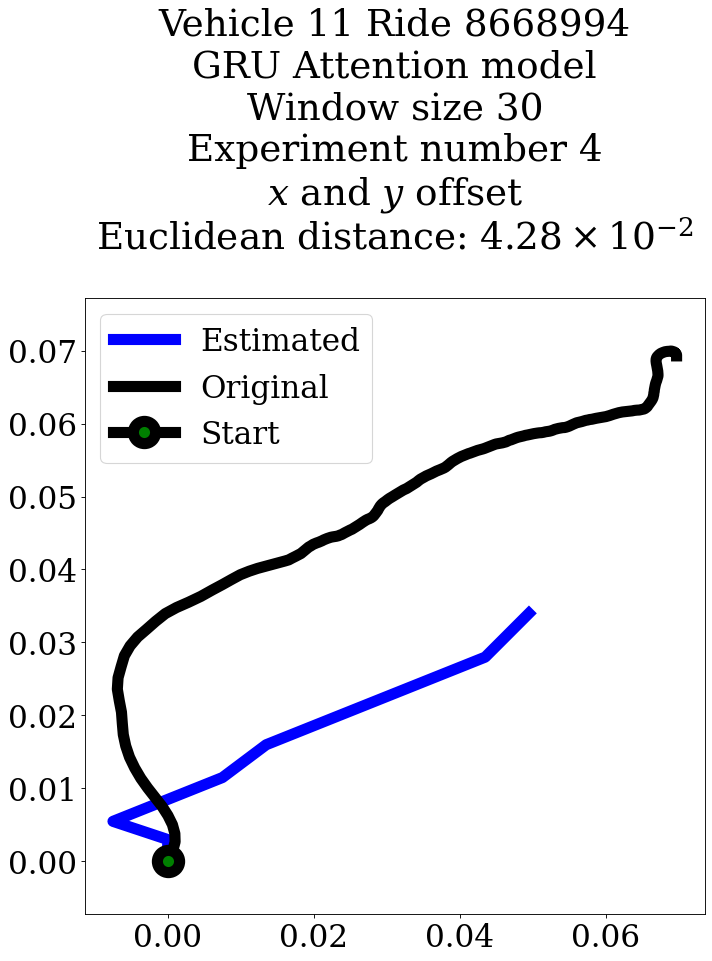 Vehicle 11 Ride 8668994
GRU Attention model
Window size 30
Experiment number 4
x and y offset
Euclidean distance: 4.28 × 10⁻²
Estimated
Original
Start
0.07
0.06
0.05
0.04
0.03
0.02
0.01
0.00
0.00 0.02 0.04 0.06